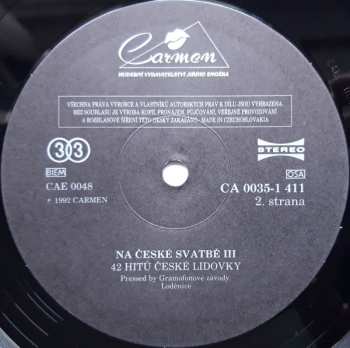 Carmen
HUDEBNÍ VYDAVATELSTVÍ JIŘÍHO BROŽKA
VŠECHNA PRÁVA VÝROBCE A VLASTNÍKŮ AUTORSKÝCH PRÁV K DÍLU JSOU VYHRAZENA.
BEZ SOUHLASU JE VÝROBA KOPIÍ, PRONÁJEM, PŮJČOVÁNÍ, VEŘEJNÉ PROVOZOVÁNÍ
A ROZHLASOVÉ ŠÍŘENÍ TÉTO DESKY ZAKÁZÁNO - MADE IN CZECHOSLOVAKIA
33
STEREO
BIEM
OSA
CAE 0048
CA 0035-1 411
℗ 1992 CARMEN
2. strana
NA ČESKÉ SVATBĚ III
42 HITŮ ČESKÉ LIDOVKY
Pressed by Gramofonové závody
Loděnice